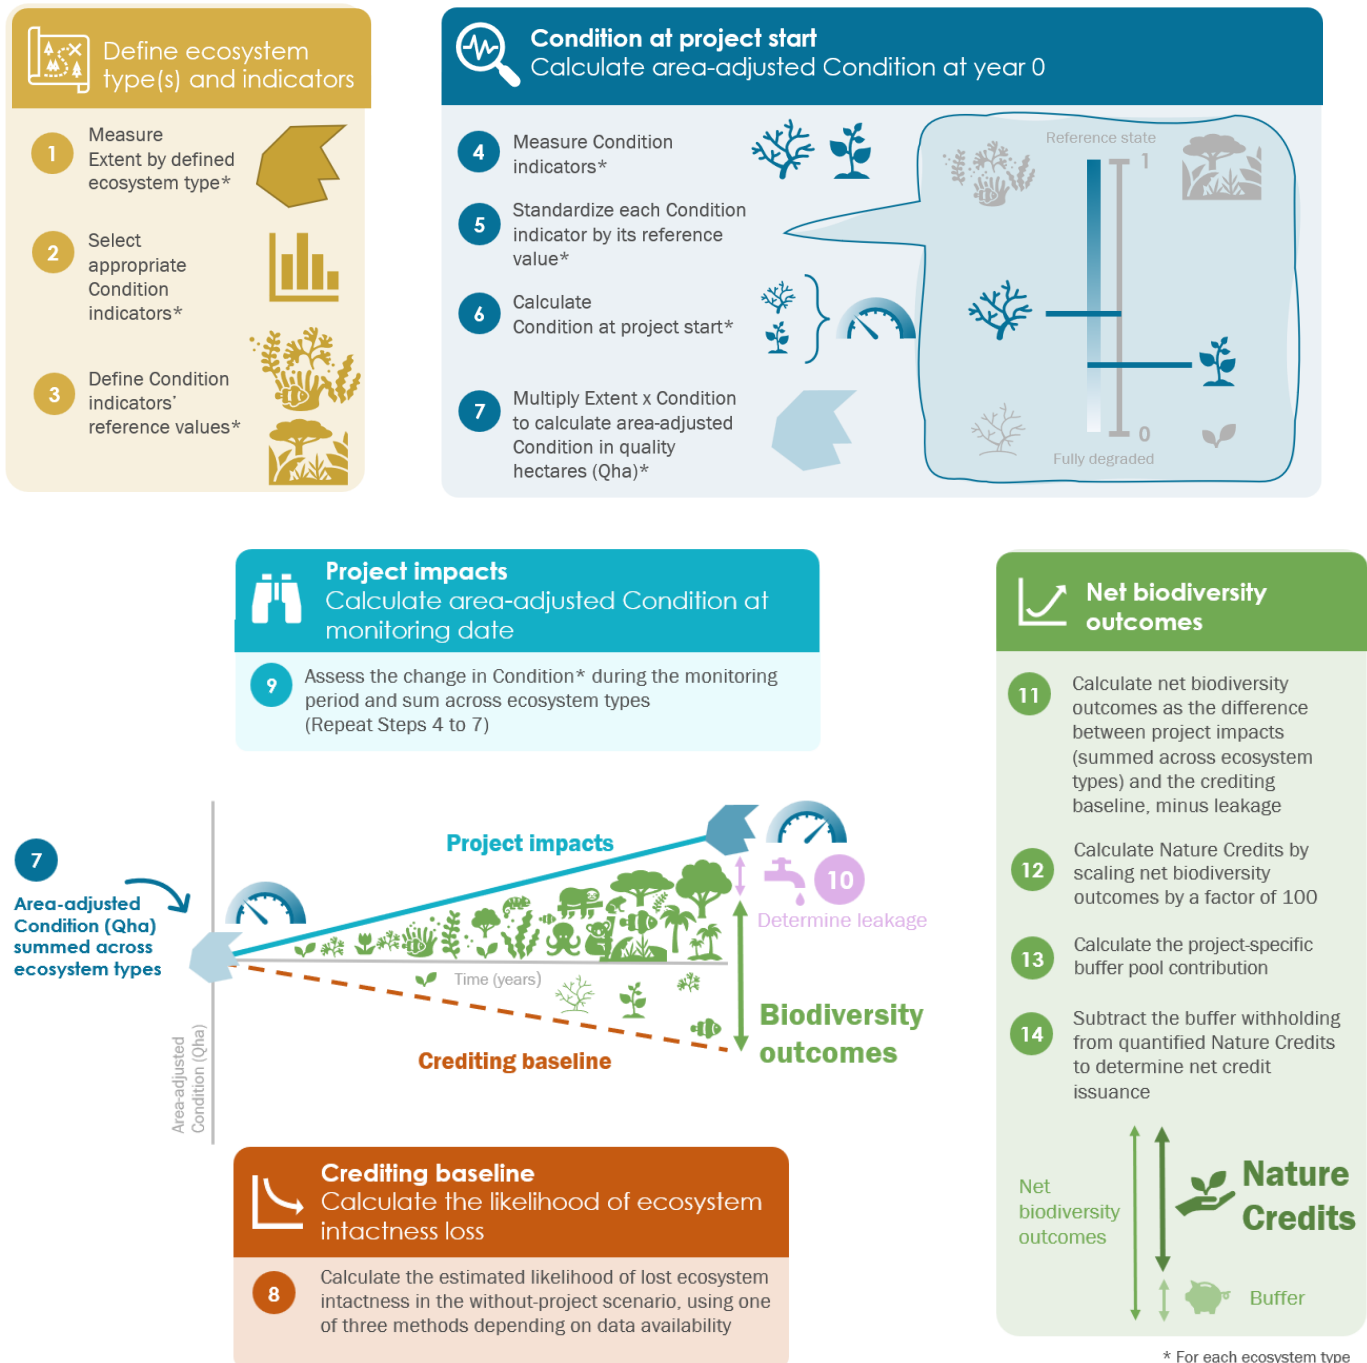 Define ecosystem
type(s) and indicators
1
Measure
Extent by defined
ecosystem type*
2
Select
appropriate
Condition
indicators*
3
Define Condition
indicators'
reference values*
Condition at project start
Calculate area-adjusted Condition at year 0
4
Measure Condition
indicators*
5
Standardize each Condition
indicator by its reference
value*
6
Calculate
Condition at project start*
7
Multiply Extent x Condition
to calculate area-adjusted
Condition in quality
hectares (Qha)*
Reference state
1
0
Fully degraded
Project impacts
Calculate area-adjusted Condition at
monitoring date
9
Assess the change in Condition* during the monitoring
period and sum across ecosystem types
(Repeat Steps 4 to 7)
7
Area-adjusted
Condition (Qha)
summed across
ecosystem types
Project impacts
10
Determine leakage
Time (years)
Area-adjusted
Condition (Qha)
Crediting baseline
Biodiversity
outcomes
Crediting baseline
Calculate the likelihood of ecosystem
intactness loss
8
Calculate the estimated likelihood of lost ecosystem
intactness in the without-project scenario, using one
of three methods depending on data availability
Net biodiversity
outcomes
11
Calculate net biodiversity
outcomes as the difference
between project impacts
(summed across ecosystem
types) and the crediting
baseline, minus leakage
12
Calculate Nature Credits by
scaling net biodiversity
outcomes by a factor of 100
13
Calculate the project-specific
buffer pool contribution
14
Subtract the buffer withholding
from quantified Nature Credits
to determine net credit
issuance
Net
biodiversity
outcomes
Nature
Credits
Buffer
* For each ecosystem type